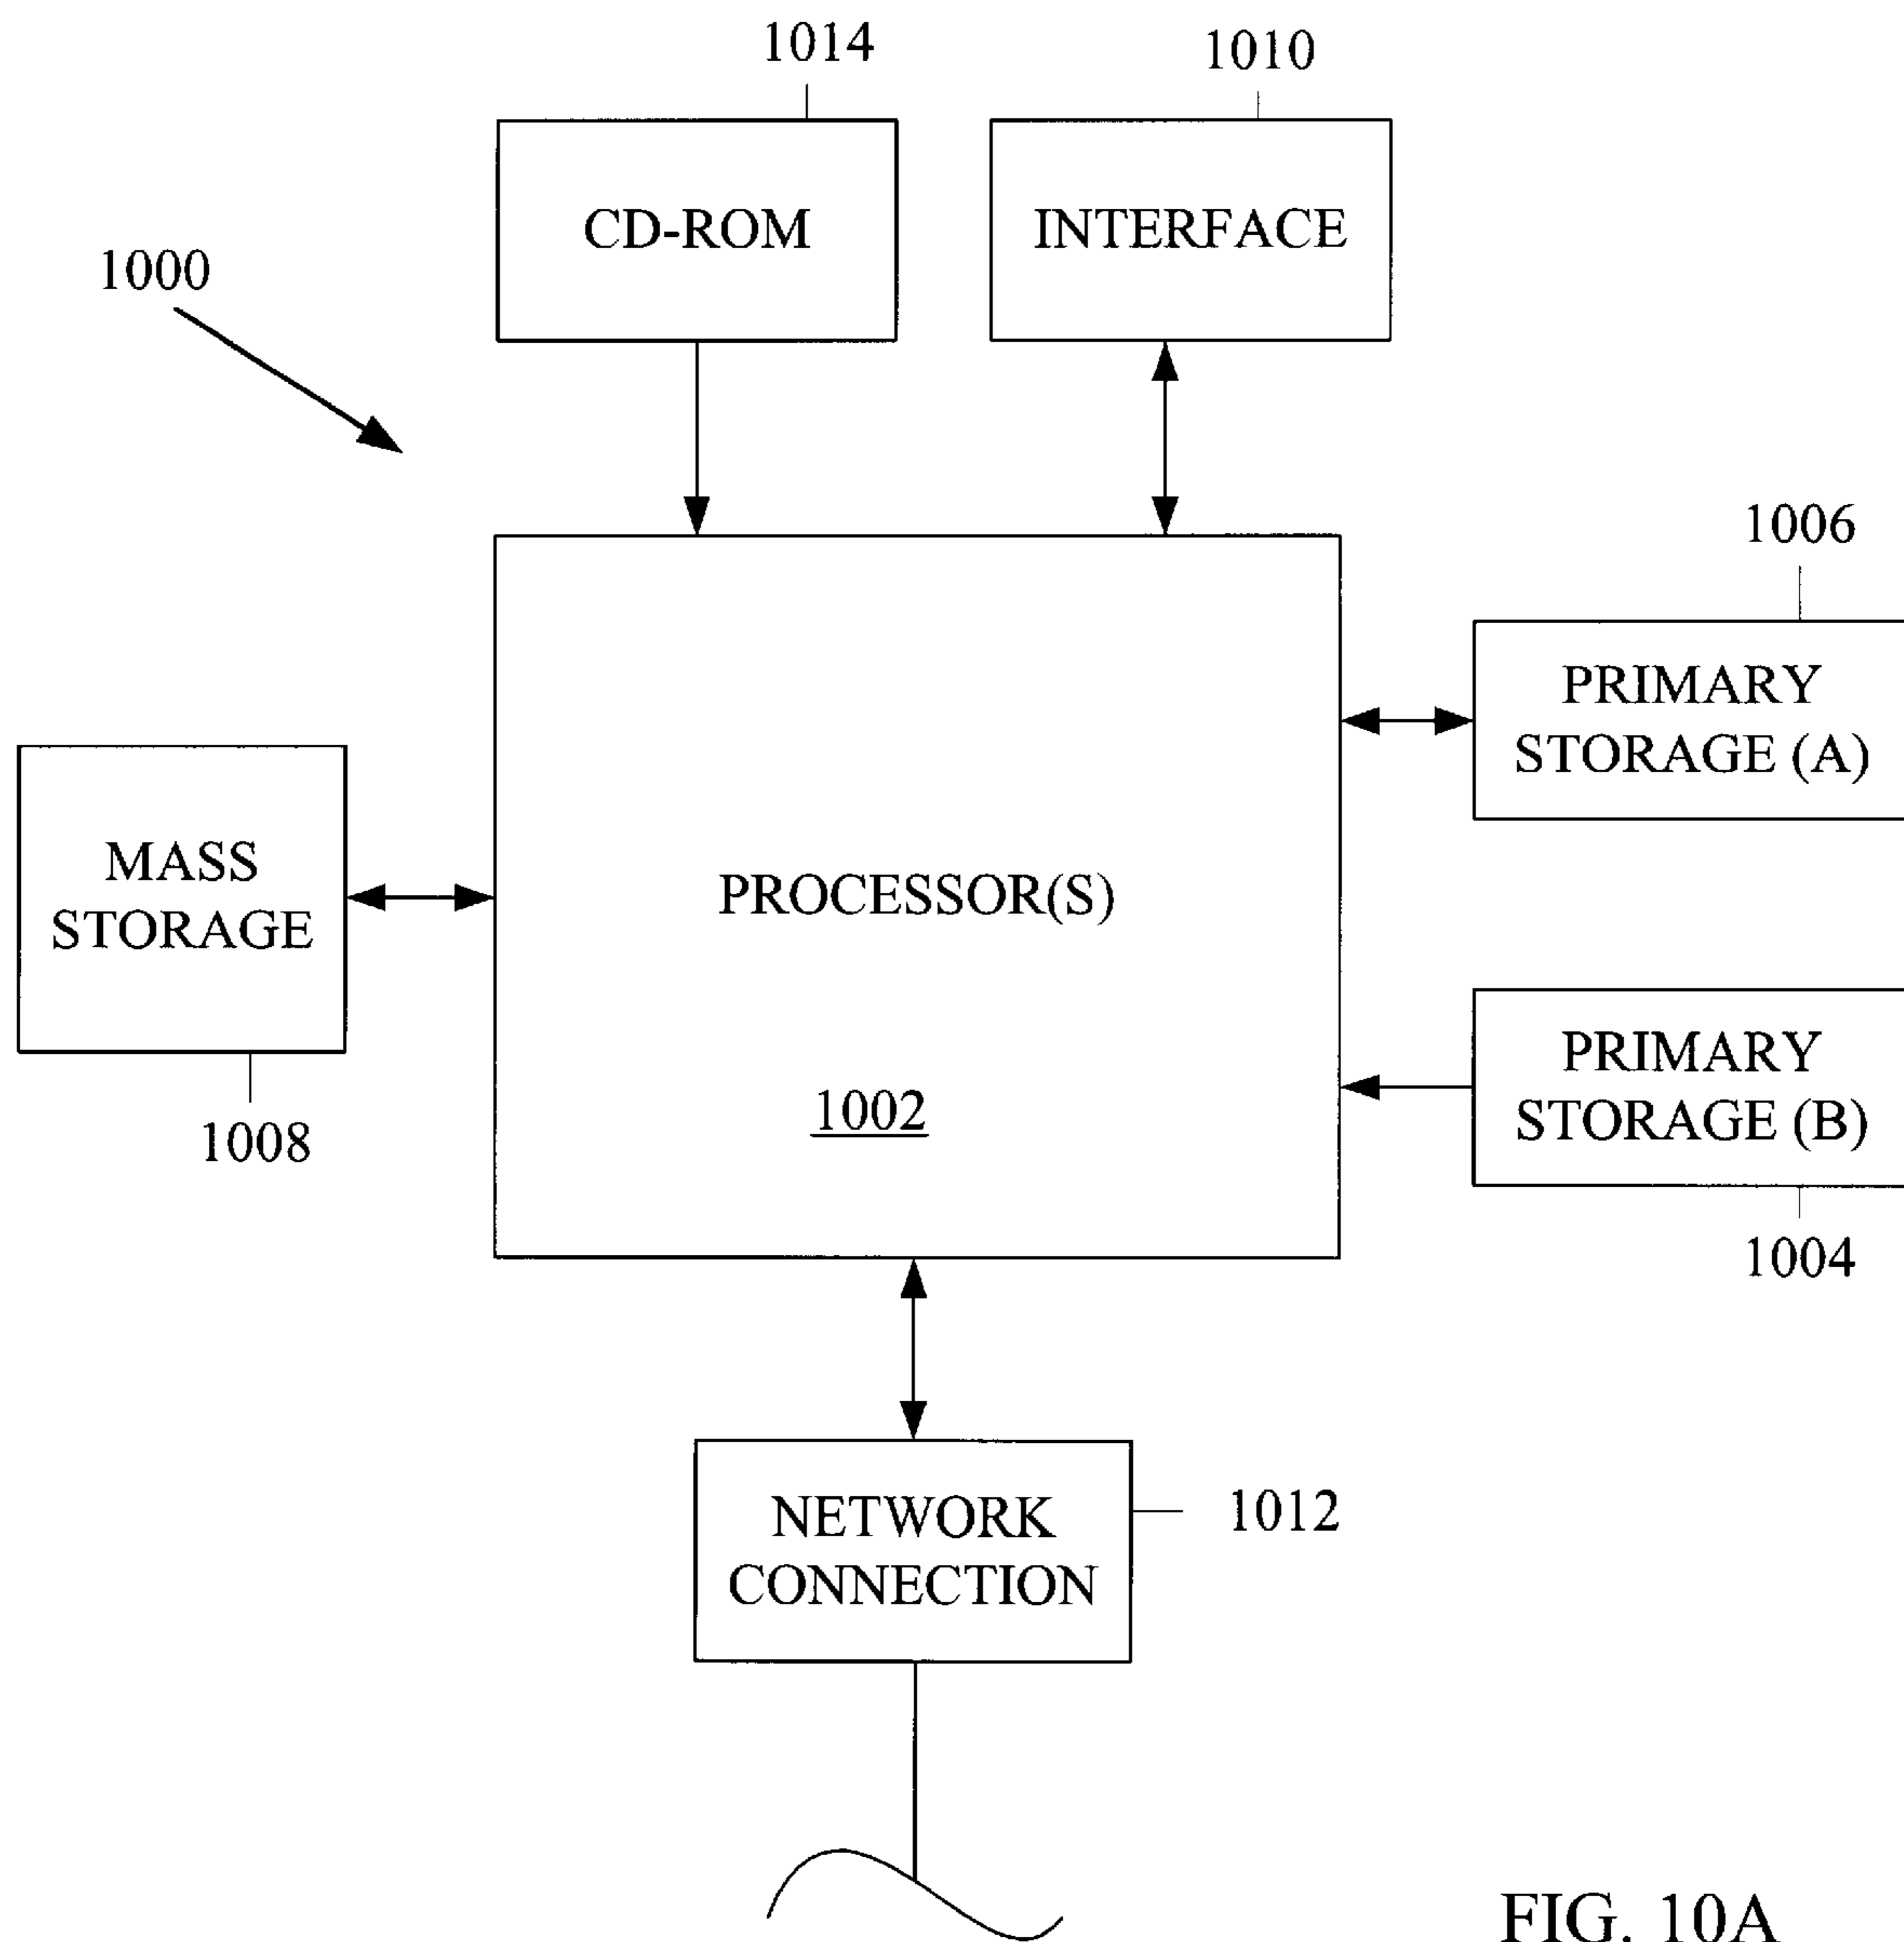 1014
1010
CD-ROM
INTERFACE
1000
1006
PRIMARY
STORAGE (A)
MASS
STORAGE
PROCESSOR(S)
PRIMARY
STORAGE (B)
1002
1008
1004
NETWORK
CONNECTION
1012
FIG. 10A